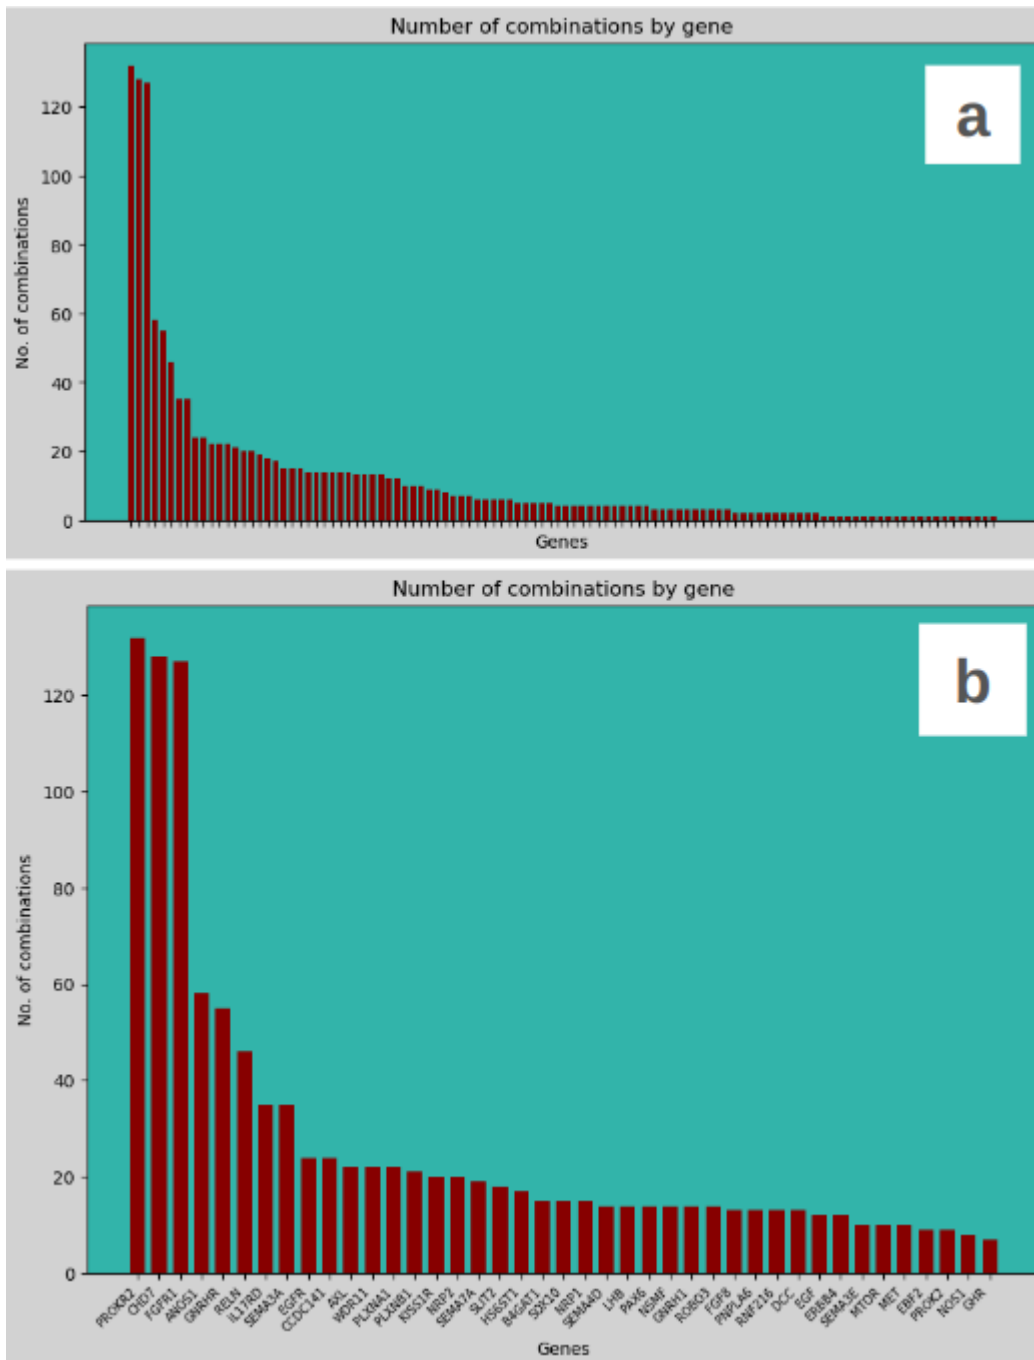 Number of combinations by gene
a
120
100
80
60
40
20
0
No. of combinations
Genes
Number of combinations by gene
b
120
100
80
60
40
20
0
No. of combinations
PROKR2
CHD7
FGFR1
ANOS1
GNRHR
RELN
IL17RD
SEMA3A
EGFR
CCDC141
AXL
WDR11
PLXNA1
PLXNB1
KISS1R
NRP2
SEMA7A
SLIT2
HS6ST1
B4GAT1
SOX10
NRP1
SEMA4D
LHB
PAX6
NSMF
GNRH1
ROBO3
FGF8
PNPLA6
RNF216
DCC
EGF
ERBB4
SEMA3E
MTOR
MET
EBF2
PROK2
NOS1
GHR
Genes